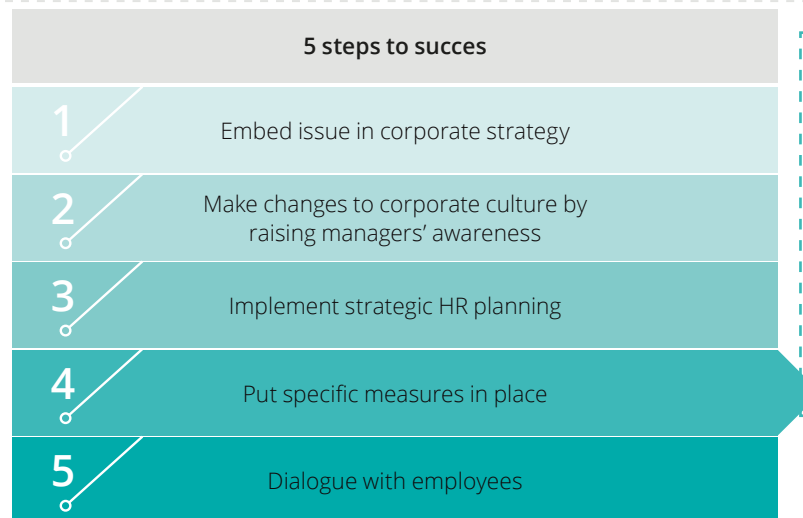 5 steps to succes
1
Embed issue in corporate strategy
2
Make changes to corporate culture by
raising managers’ awareness
3
Implement strategic HR planning
4
Put specific measures in place
5
Dialogue with employees